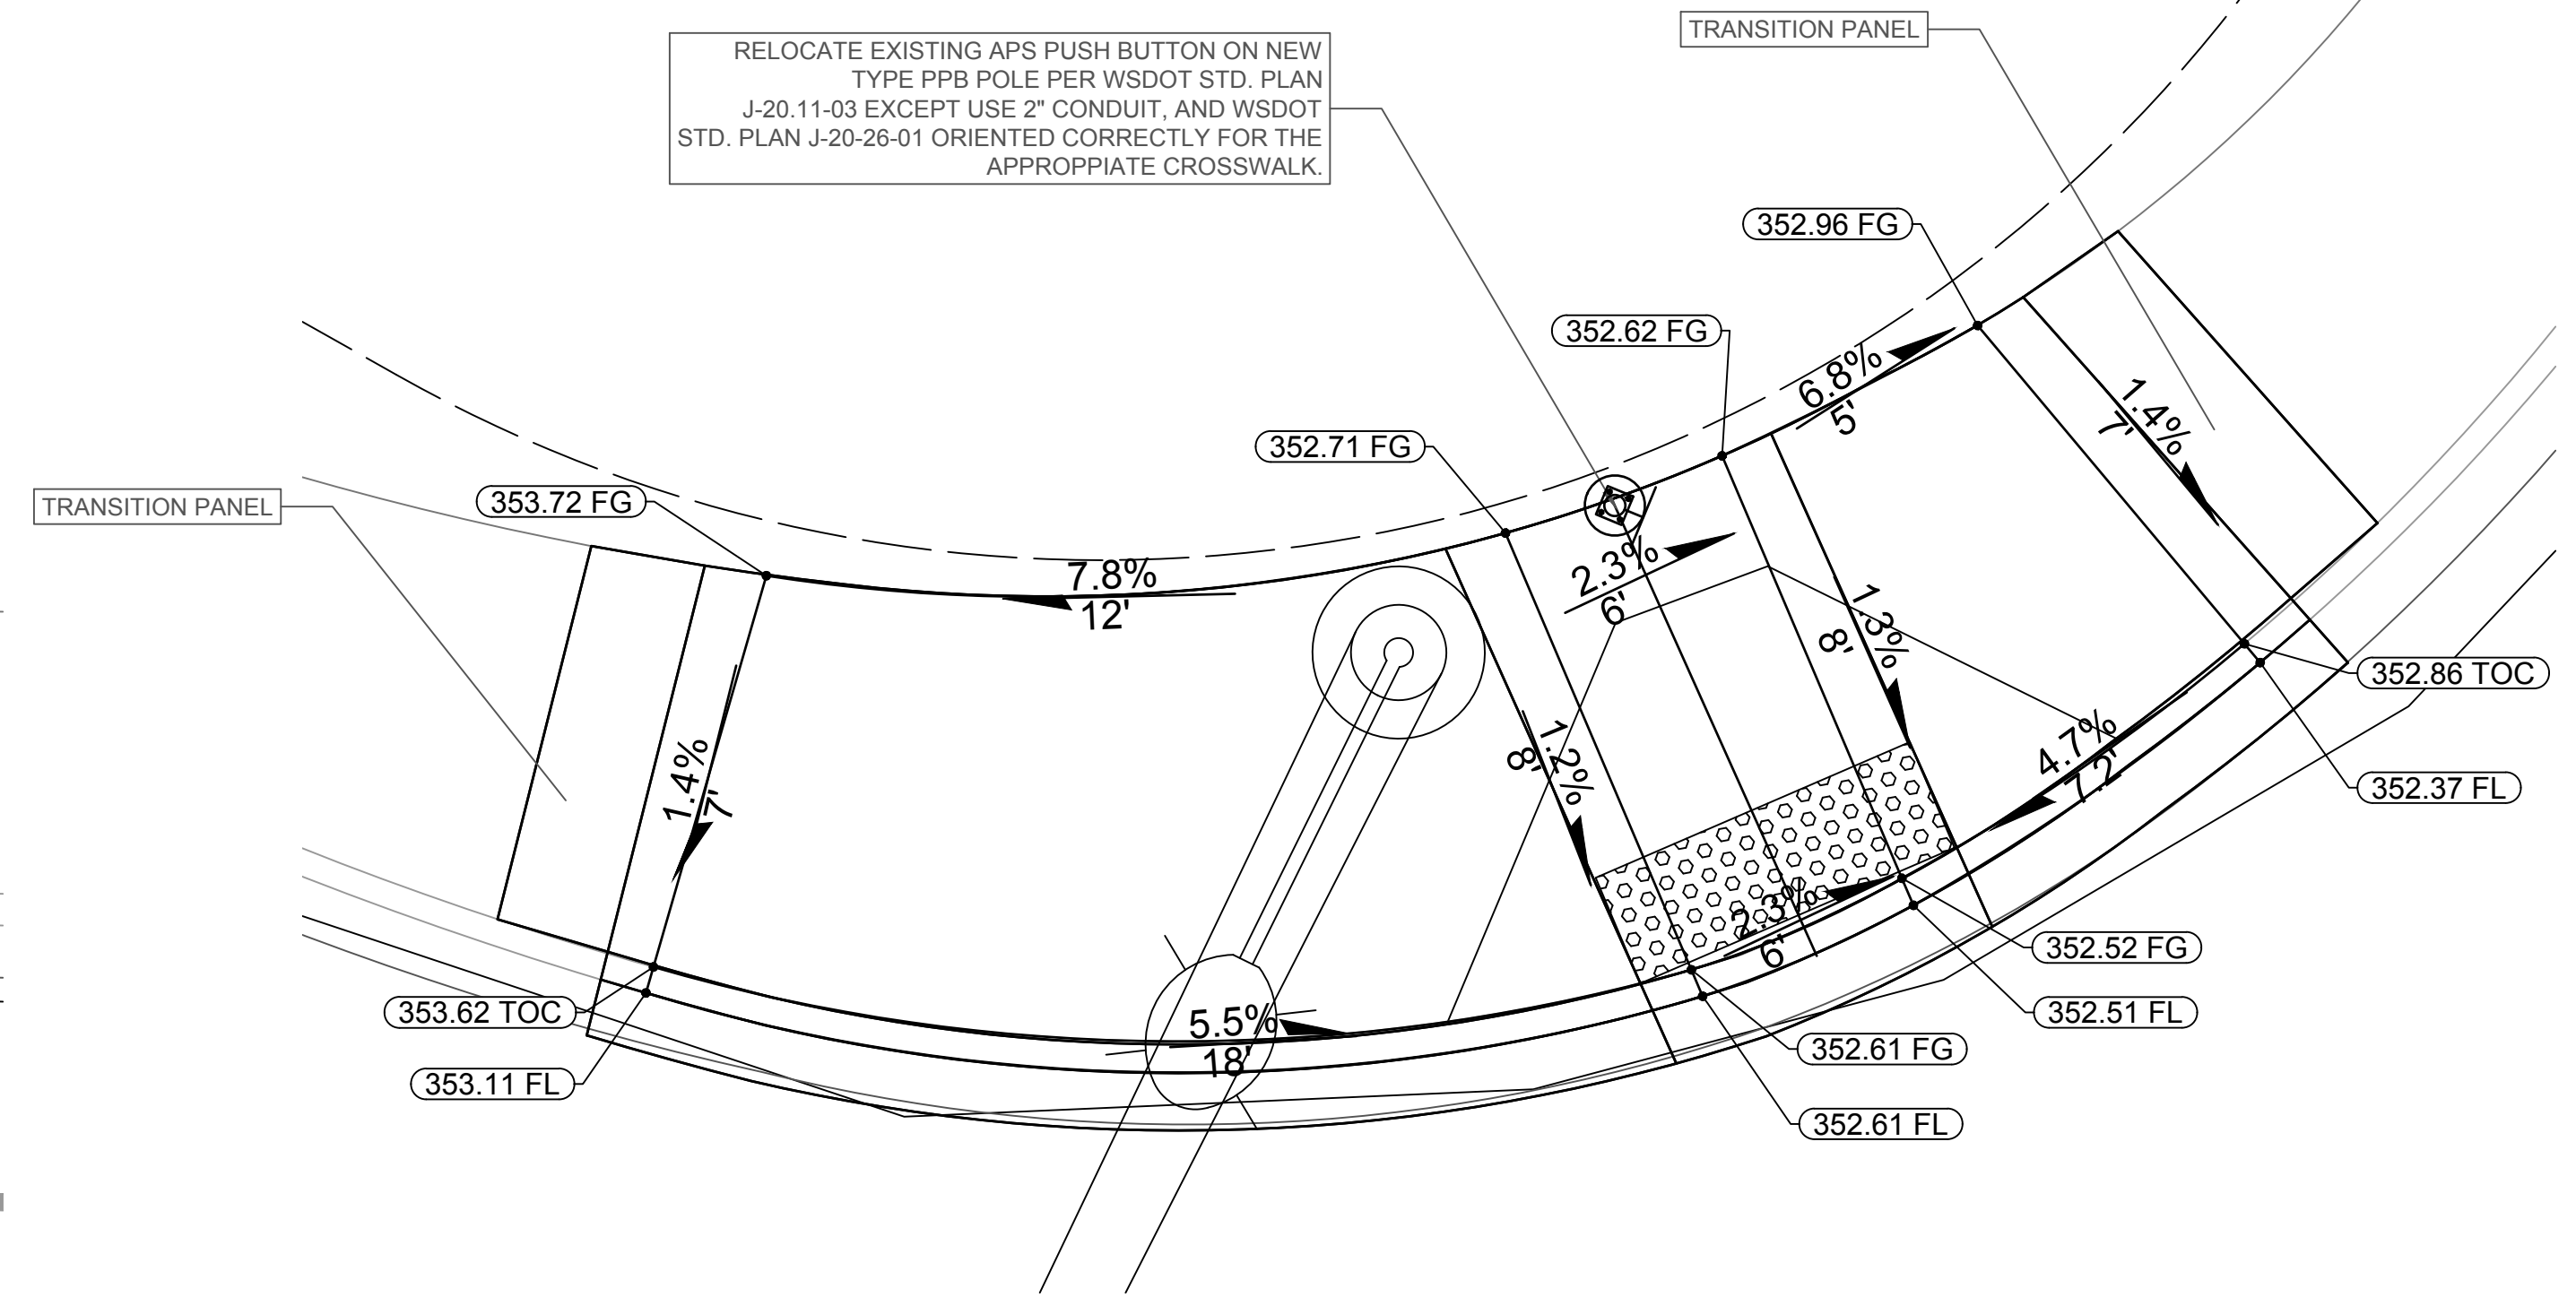 RELOCATE EXISTING APS PUSH BUTTON ON NEW
TYPE PPB POLE PER WSDOT STD. PLAN
J-20.11-03 EXCEPT USE 2" CONDUIT, AND WSDOT
STD. PLAN J-20-26-01 ORIENTED CORRECTLY FOR THE
APPROPPIATE CROSSWALK.
TRANSITION PANEL
352.96 FG
352.62 FG
6.8%
5'
1.4%
7'
352.71 FG
TRANSITION PANEL
353.72 FG
7.8%
12'
2.3%
6'
1.3%
8'
352.86 TOC
1.4%
7'
1.2%
8'
4.7%
7.2'
352.37 FL
2.3%
6'
352.52 FG
353.62 TOC
5.5%
18'
352.51 FL
352.61 FG
353.11 FL
352.61 FL